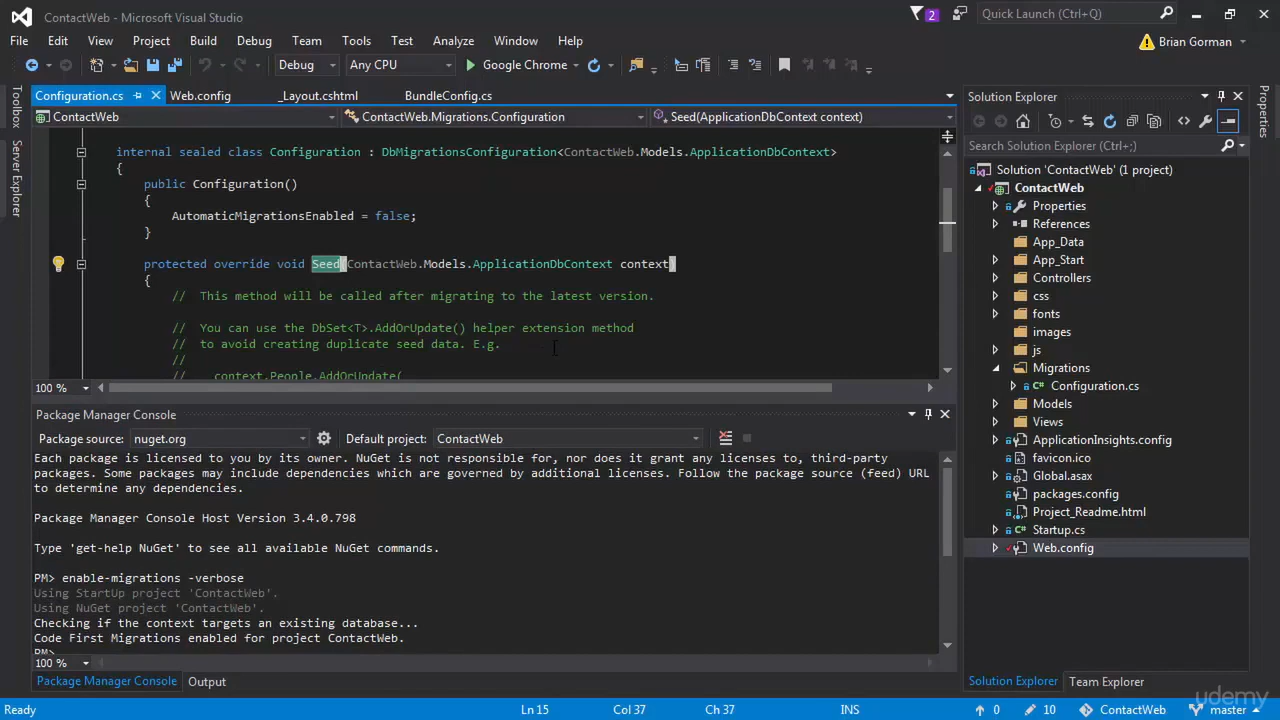 ContactWeb - Microsoft Visual Studio
2
Quick Launch (Ctrl+Q)
File Edit View Project Build Debug Team Tools Test Analyze Window Help
Brian Gorman
Debug Any CPU Google Chrome
Toolbox
Server Explorer
Configuration.cs Web.config _Layout.cshtml BundleConfig.cs
ContactWeb ContactWeb.Migrations.Configuration Seed(ApplicationDbContext context)
internal sealed class Configuration : DbMigrationsConfiguration<ContactWeb.Models.ApplicationDbContext>
{
public Configuration()
{
AutomaticMigrationsEnabled = false;
}
protected override void Seed(ContactWeb.Models.ApplicationDbContext context)
{
// This method will be called after migrating to the latest version.
// You can use the DbSet<T>.AddOrUpdate() helper extension method
// to avoid creating duplicate seed data. E.g.
//
// context.People.AddOrUpdate(
100 %
Package Manager Console
Package source: nuget.org Default project: ContactWeb
Each package is licensed to you by its owner. NuGet is not responsible for, nor does it grant any licenses to, third-party
packages. Some packages may include dependencies which are governed by additional licenses. Follow the package source (feed) URL
to determine any dependencies.
Package Manager Console Host Version 3.4.0.798
Type 'get-help NuGet' to see all available NuGet commands.
PM> enable-migrations -verbose
Using StartUp project 'ContactWeb'.
Using NuGet project 'ContactWeb'.
Checking if the context targets an existing database...
Code First Migrations enabled for project ContactWeb.
PM>
100 %
Package Manager Console Output
Solution Explorer
Search Solution Explorer (Ctrl+;)
Solution 'ContactWeb' (1 project)
ContactWeb
Properties
References
App_Data
App_Start
Controllers
css
fonts
images
js
Migrations
Configuration.cs
Models
Views
ApplicationInsights.config
favicon.ico
Global.asax
packages.config
Project_Readme.html
Startup.cs
Web.config
Solution Explorer Team Explorer
Properties
Ready Ln 15 Col 37 Ch 37 INS 0 10 ContactWeb master
udemy